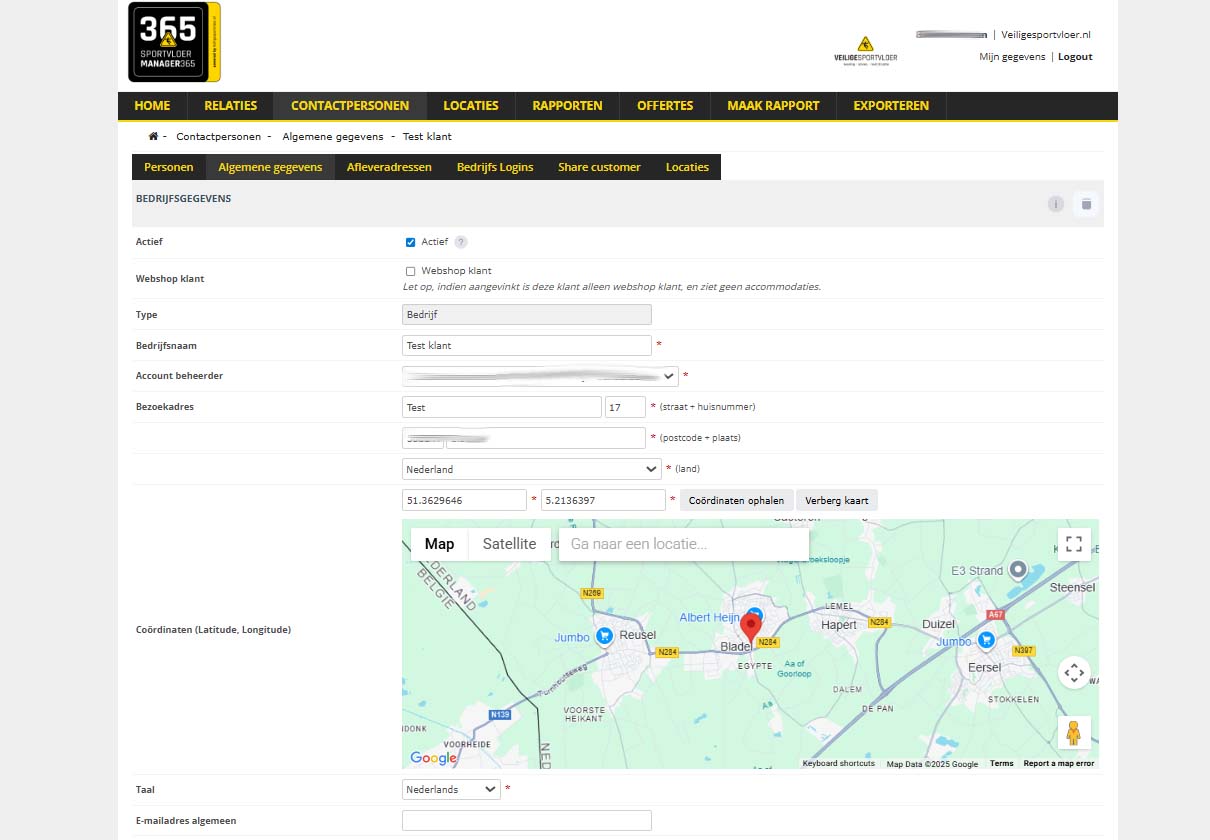 365
SPORTVLOER
MANAGER365
VEILIGESPORTVLOER
| Veiligesportvloer.nl
Mijn gegevens | Logout
HOME RELATIES CONTACTPERSONEN LOCATIES RAPPORTEN OFFERTES MAAK RAPPORT EXPORTEREN
- Contactpersonen - Algemene gegevens - Test klant
Personen Algemene gegevens Afleveradressen Bedrijfs Logins Share customer Locaties
BEDRIJFSGEGEVENS
i
Actief Actief ?
Webshop klant Webshop klant
Let op, indien aangevinkt is deze klant alleen webshop klant, en ziet geen accommodaties.
Type Bedrijf
Bedrijfsnaam Test klant *
Account beheerder *
Bezoekadres Test 17 * (straat + huisnummer)
* (postcode + plaats)
Nederland * (land)
51.3629646 * 5.2136397 * Coördinaten ophalen Verberg kaart
Coördinaten (Latitude, Longitude)
Map Satellite Ga naar een locatie...
E3 Strand
Steensel
BELGIE
N269
Albert Heijn
LEMEL
A67
Hapert
N284
Duizel
Jumbo
Reusel
Bladel
N284
Jumbo
N284
N397
EGYPTE
Aa of
Goorloop
Eersel
Turnhoutseweg
DALEM
STOKKELEN
Aa
DE PAN
VOORSTE
HEIKANT
N139
VOORHEIDE
NED
Google
Keyboard shortcuts Map Data ©2025 Google Terms Report a map error
Taal Nederlands *
E-mailadres algemeen